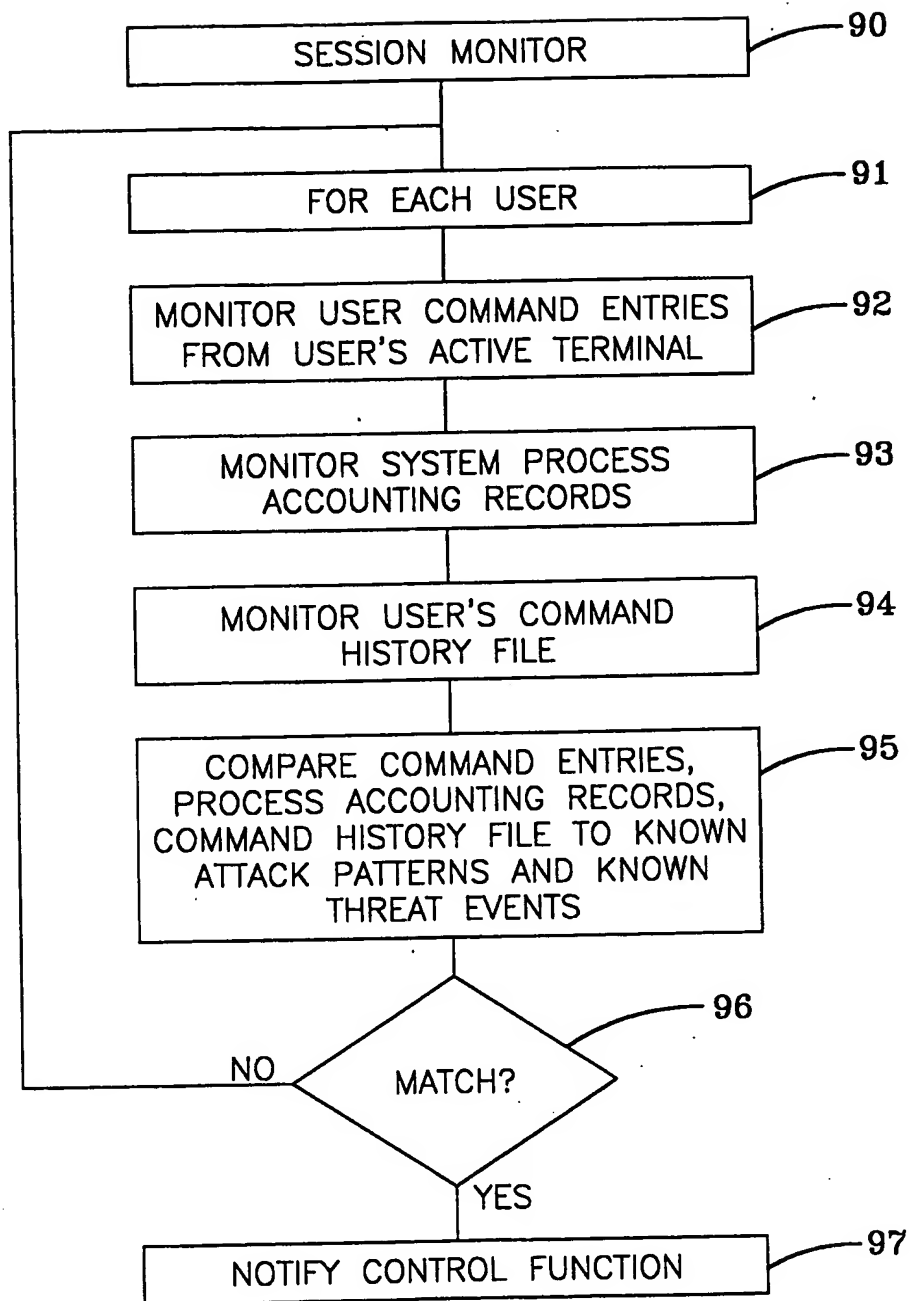 SESSION MONITOR
90
FOR EACH USER
91
MONITOR USER COMMAND ENTRIES
FROM USER'S ACTIVE TERMINAL
92
MONITOR SYSTEM PROCESS
ACCOUNTING RECORDS
93
MONITOR USER'S COMMAND
HISTORY FILE
94
COMPARE COMMAND ENTRIES,
PROCESS ACCOUNTING RECORDS,
COMMAND HISTORY FILE TO KNOWN
ATTACK PATTERNS AND KNOWN
THREAT EVENTS
95
MATCH?
96
NO
YES
NOTIFY CONTROL FUNCTION
97